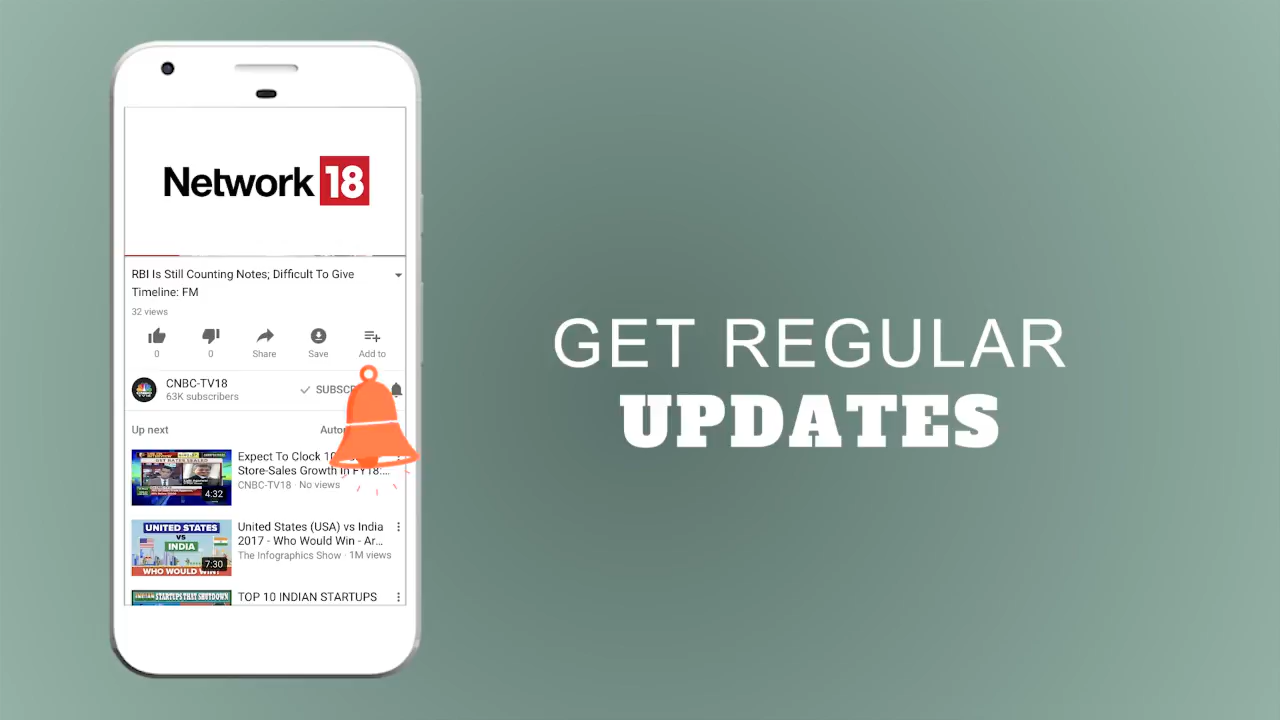 Network 18
RBI Is Still Counting Notes; Difficult To Give
Timeline: FM
32 views
0
0
Share
Save
Add to
CNBC-TV18
63K subscribers
SUBSC
Up next
Auto
Expect To Clock 10
Store-Sales Growth In FY18:...
CNBC-TV18 · No views
4:32
UNITED STATES
VS
INDIA
WHO WOULD WIN?
7:30
United States (USA) vs India
2017 - Who Would Win - Ar...
The Infographics Show · 1M views
INDIAN STARTUPS THAT SHUTDOWN
TOP 10 INDIAN STARTUPS
GET REGULAR
UPDATES